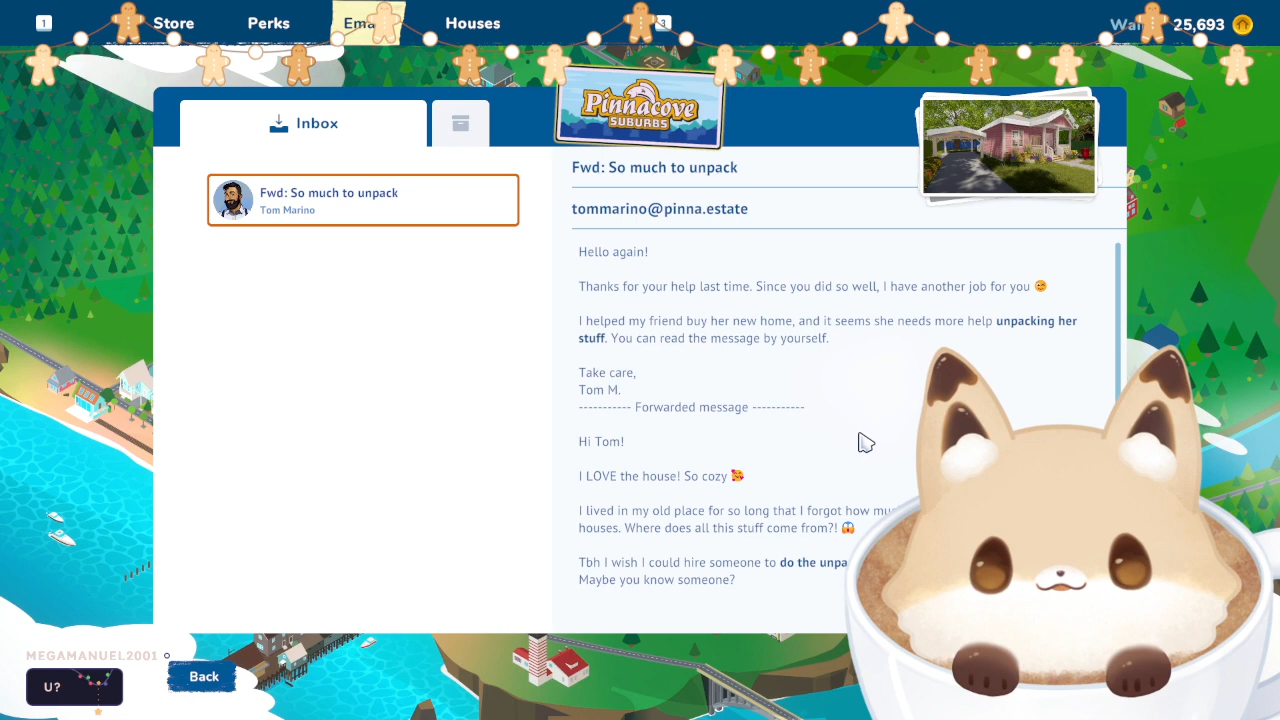 1
Store
Perks
Ema
Houses
3
25,693
Inbox
Pinnacove
SUBURBS
Fwd: So much to unpack
Tom Marino
Fwd: So much to unpack
tommarino@pinna.estate
Hello again!
Thanks for your help last time. Since you did so well, I have another job for you 😊
I helped my friend buy her new home, and it seems she needs more help unpacking her
stuff. You can read the message by yourself.
Take care,
Tom M.
----------- Forwarded message -----------
Hi Tom!
I LOVE the house! So cozy 🥰
I lived in my old place for so long that I forgot how
houses. Where does all this stuff come from?! 😱
Tbh I wish I could hire someone to do the
Maybe you know someone?
MEGAMANUEL2001
U?
Back